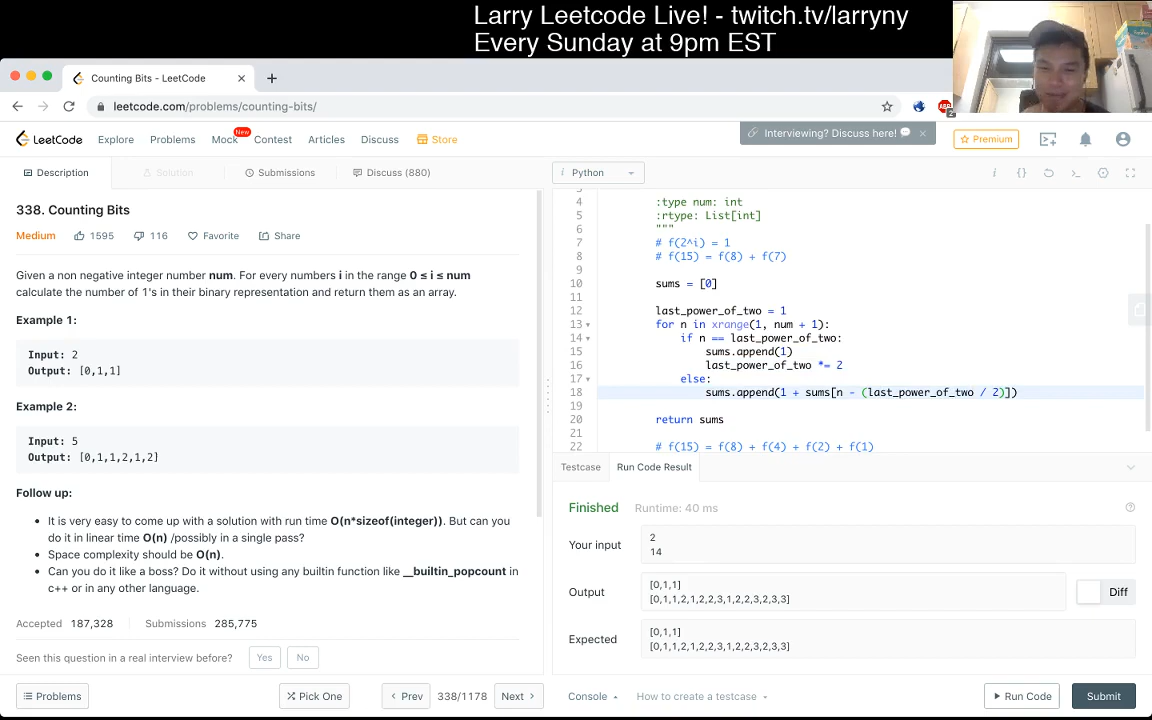 Larry Leetcode Live! - twitch.tv/larryny
Every Sunday at 9pm EST
Counting Bits - LeetCode
leetcode.com/problems/counting-bits/
LeetCode Explore Problems Mock New Contest Articles Discuss Store
Interviewing? Discuss here!
Premium
Description Solution Submissions Discuss (880)
338. Counting Bits
Medium 1595 116 Favorite Share
Given a non negative integer number num. For every numbers i in the range 0 ≤ i ≤ num
calculate the number of 1's in their binary representation and return them as an array.
Example 1:
Input: 2
Output: [0,1,1]
Example 2:
Input: 5
Output: [0,1,1,2,1,2]
Follow up:
It is very easy to come up with a solution with run time O(n*sizeof(integer)). But can you
do it in linear time O(n) /possibly in a single pass?
Space complexity should be O(n).
Can you do it like a boss? Do it without using any builtin function like __builtin_popcount in
c++ or in any other language.
Accepted 187,328 Submissions 285,775
Seen this question in a real interview before? Yes No
Problems Pick One Prev 338/1178 Next
i Python
4 :type num: int
5 :rtype: List[int]
6 """
7 # f(2^i) = 1
8 # f(15) = f(8) + f(7)
9
10 sums = [0]
11
12 last_power_of_two = 1
13 for n in xrange(1, num + 1):
14 if n == last_power_of_two:
15 sums.append(1)
16 last_power_of_two *= 2
17 else:
18 sums.append(1 + sums[n - (last_power_of_two / 2)])
19
20 return sums
21
22 # f(15) = f(8) + f(4) + f(2) + f(1)
Testcase Run Code Result
Finished Runtime: 40 ms
Your input
2
14
Output
[0,1,1]
[0,1,1,2,1,2,2,3,1,2,2,3,2,3,3]
Diff
Expected
[0,1,1]
[0,1,1,2,1,2,2,3,1,2,2,3,2,3,3]
Console How to create a testcase Run Code Submit